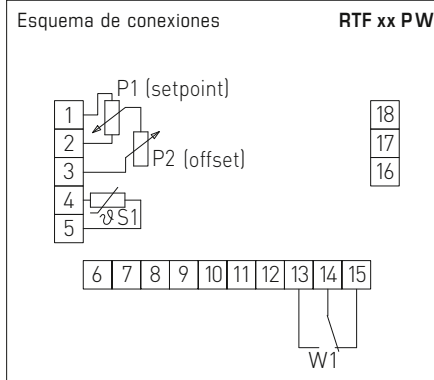 Esquema de conexiones RTF xx PW
P1 (setpoint)
1
2
3
4
5
P2 (offset)
ϑ S1
18
17
16
6 7 8 9 10 11 12 13 14 15
W1